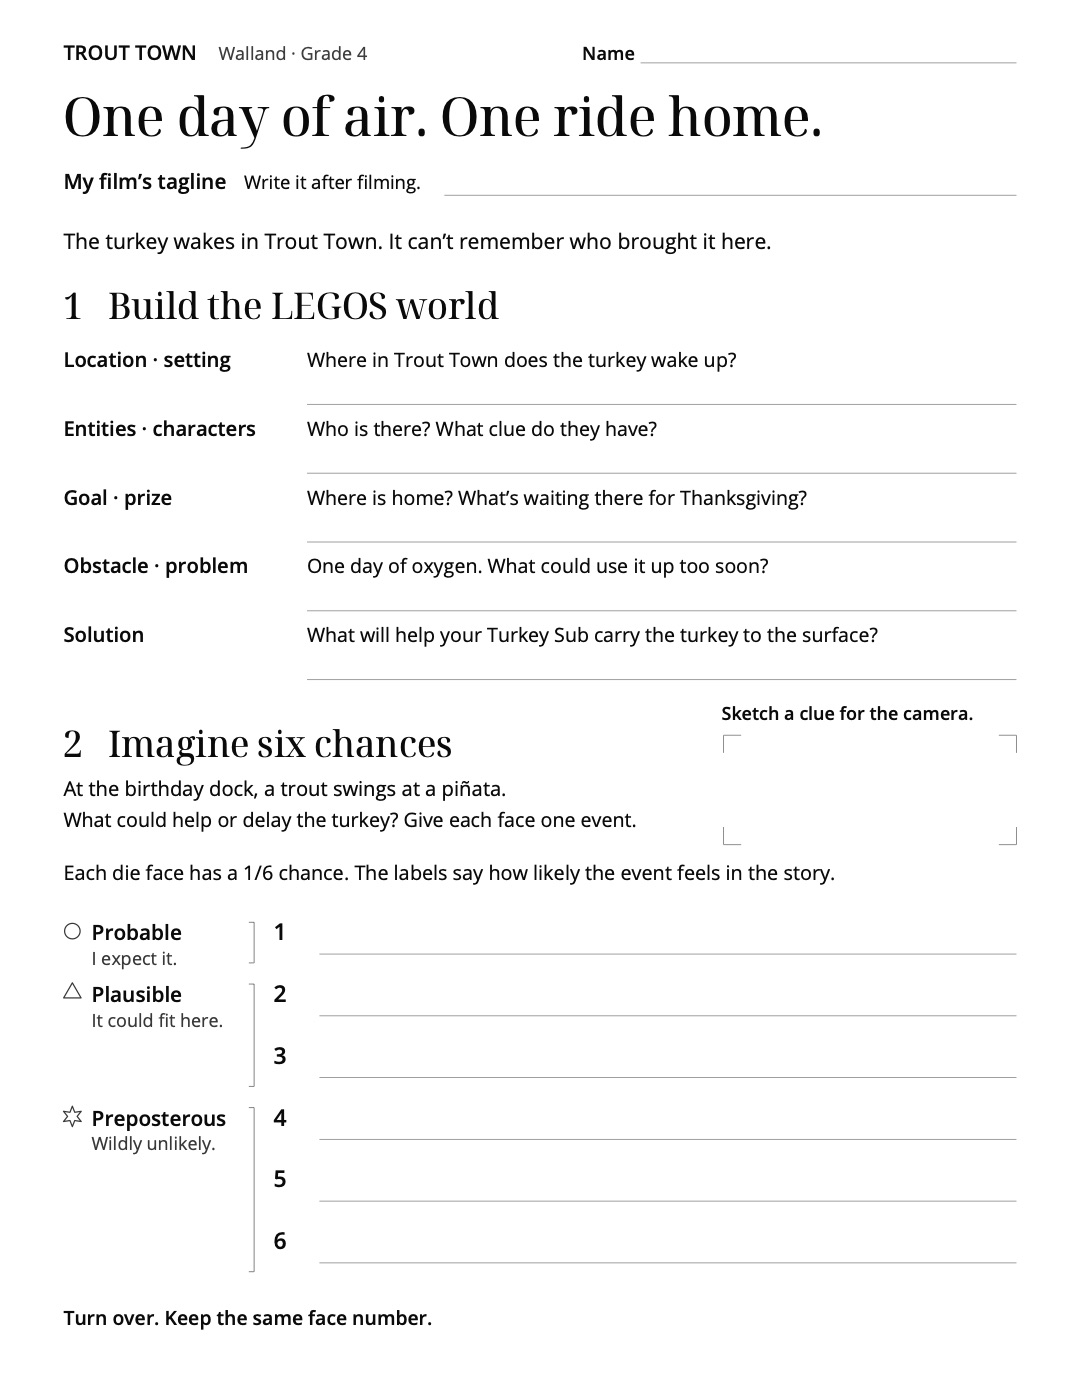 TROUT TOWN Walland · Grade 4 Name
One day of air. One ride home.
My film’s tagline Write it after filming.
The turkey wakes in Trout Town. It can’t remember who brought it here.
1 Build the LEGOS world
Location · setting Where in Trout Town does the turkey wake up?
Entities · characters Who is there? What clue do they have?
Goal · prize Where is home? What’s waiting there for Thanksgiving?
Obstacle · problem One day of oxygen. What could use it up too soon?
Solution What will help your Turkey Sub carry the turkey to the surface?
Sketch a clue for the camera.
2 Imagine six chances
At the birthday dock, a trout swings at a piñata.
What could help or delay the turkey? Give each face one event.
Each die face has a 1/6 chance. The labels say how likely the event feels in the story.
Probable 1
I expect it.
Plausible 2
It could fit here.
3
Preposterous 4
Wildly unlikely.
5
6
Turn over. Keep the same face number.